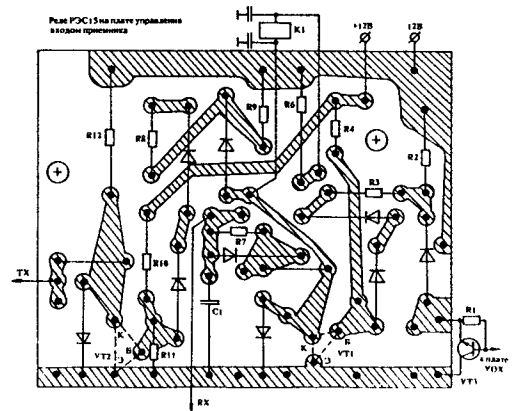 Реле РЭС15 на плате управления
входом приемника
K1
+12В
12В
R12
R8
R9
R6
R4
R2
R3
R7
R10
TX
C1
R1
К
Б
Э
VT2
R11
RX
К
Б
Э
VT1
к плате
VOX
VT3